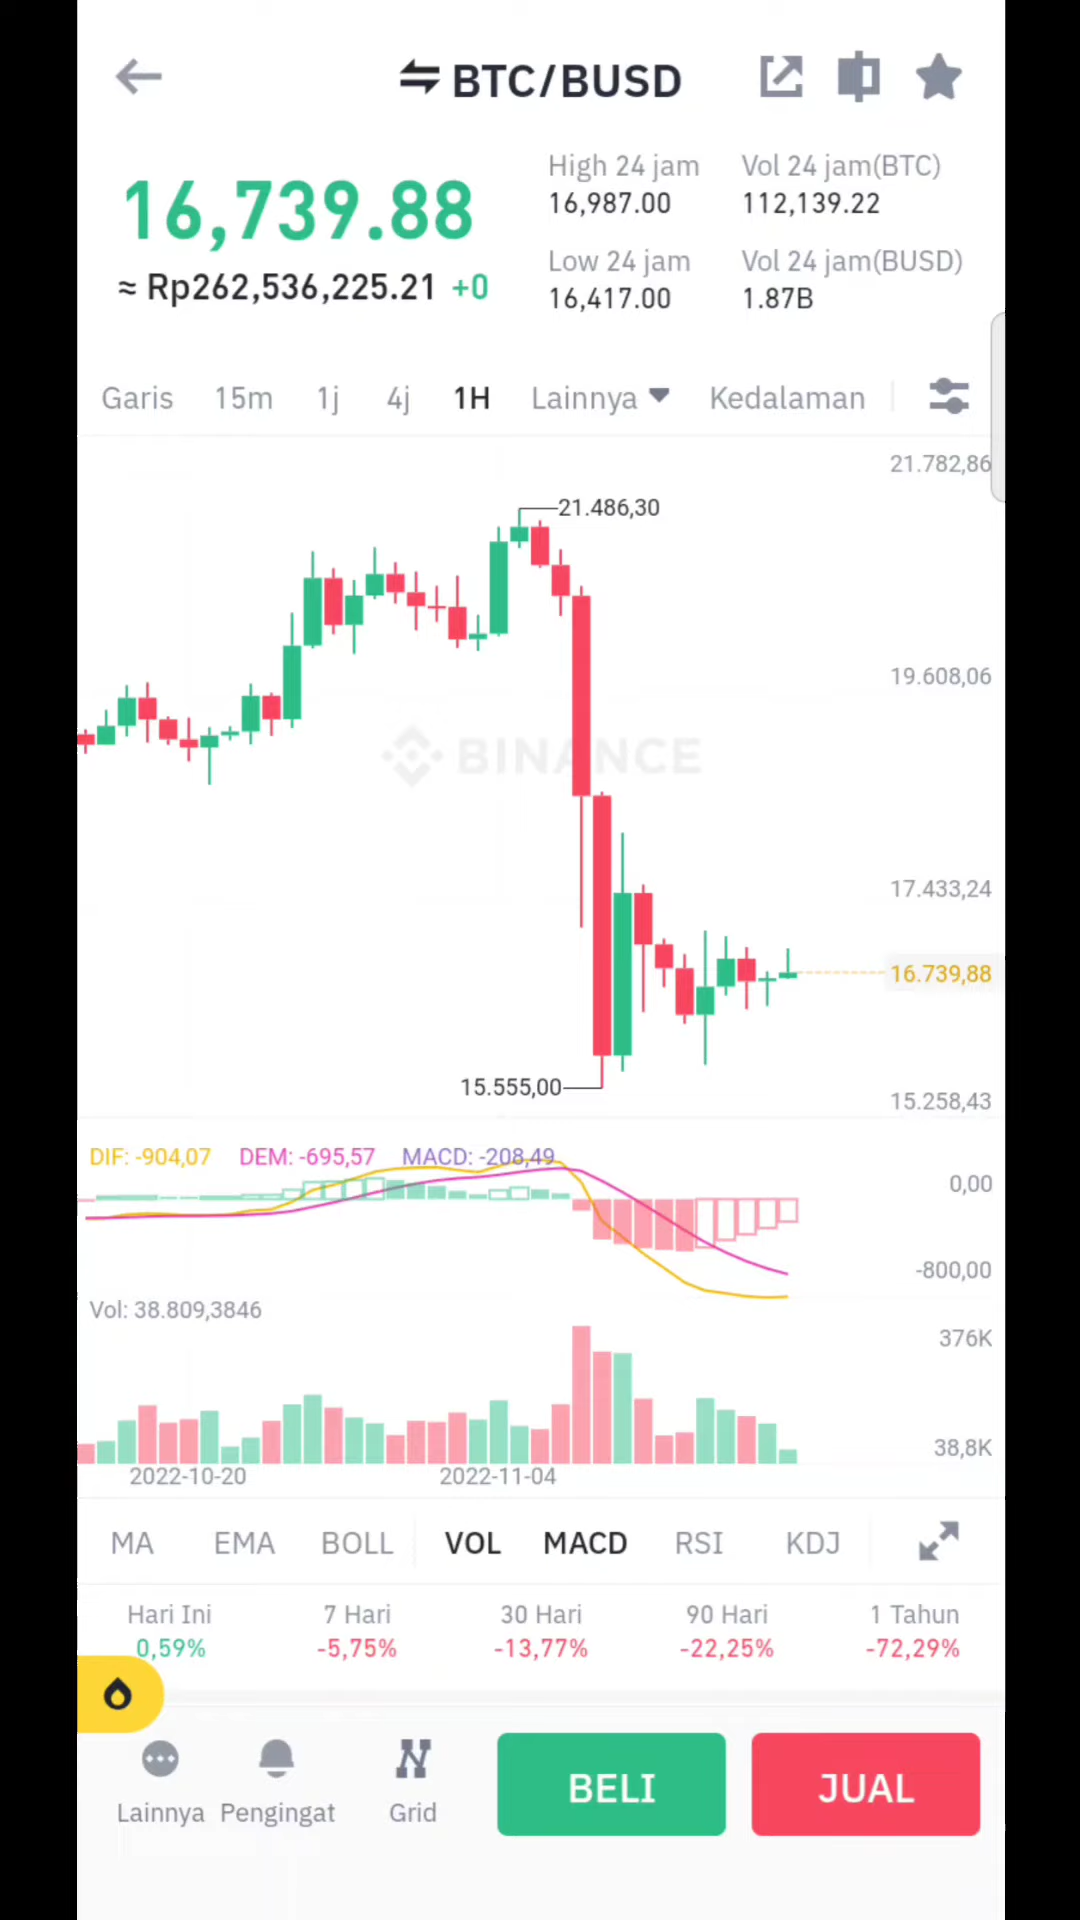 BTC/BUSD
16,739.88
≈ Rp262,536,225.21 +0
High 24 jam
16,987.00
Low 24 jam
16,417.00
Vol 24 jam(BTC)
112,139.22
Vol 24 jam(BUSD)
1.87B
Garis 15m 1j 4j 1H Lainnya Kedalaman
21.782,86
21.486,30
19.608,06
BINANCE
17.433,24
16.739,88
15.555,00
15.258,43
DIF: -904,07 DEM: -695,57 MACD: -208,49
0,00
-800,00
Vol: 38.809,3846
376K
38,8K
2022-10-20 2022-11-04
MA EMA BOLL VOL MACD RSI KDJ
Hari Ini 7 Hari 30 Hari 90 Hari 1 Tahun
0,59% -5,75% -13,77% -22,25% -72,29%
Lainnya Pengingat Grid BELI JUAL